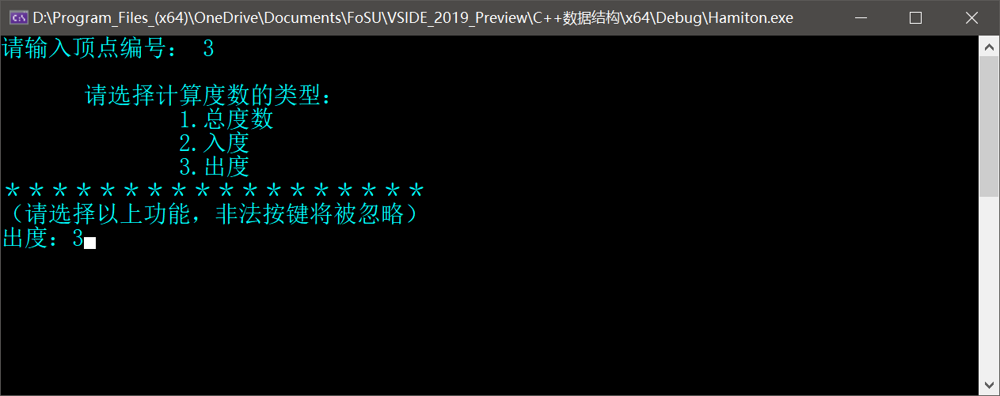 D:\Program_Files_(x64)\OneDrive\Documents\FoSU\VSIDE_2019_Preview\C++数据结构\x64\Debug\Hamiton.exe
请输入顶点编号： 3
请选择计算度数的类型：
1.总度数
2.入度
3.出度
＊＊＊＊＊＊＊＊＊＊＊＊＊＊＊＊＊＊
（请选择以上功能，非法按键将被忽略）
出度：3